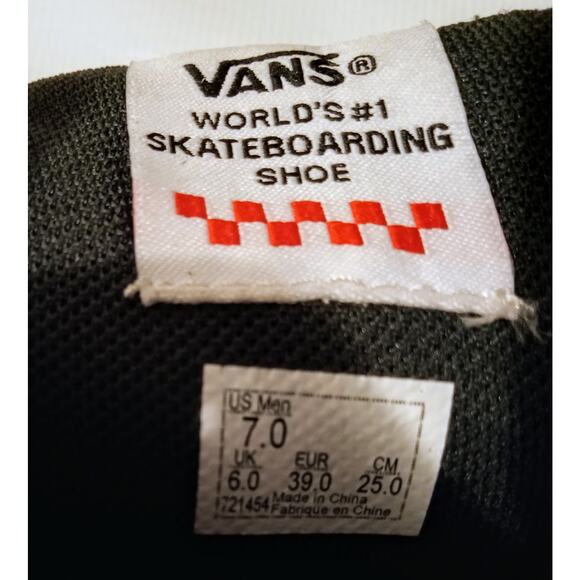 VANS®
WORLD'S #1
SKATEBOARDING
SHOE
US Men
7.0
UK EUR CM
6.0 39.0 25.0
721454 Made in China
Fabrique en Chine